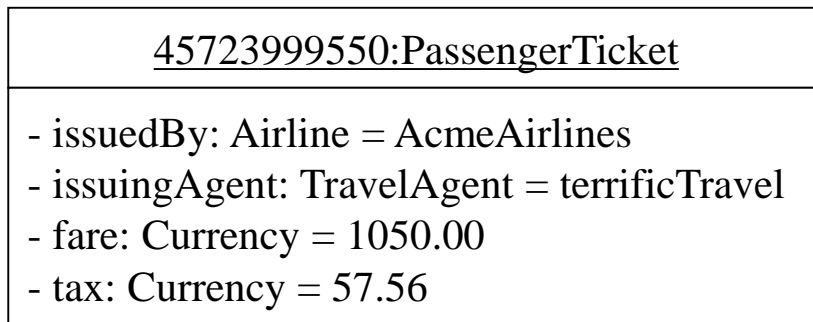 45723999550:PassengerTicket
- issuedBy: Airline = AcmeAirlines
- issuingAgent: TravelAgent = terrificTravel
- fare: Currency = 1050.00
- tax: Currency = 57.56